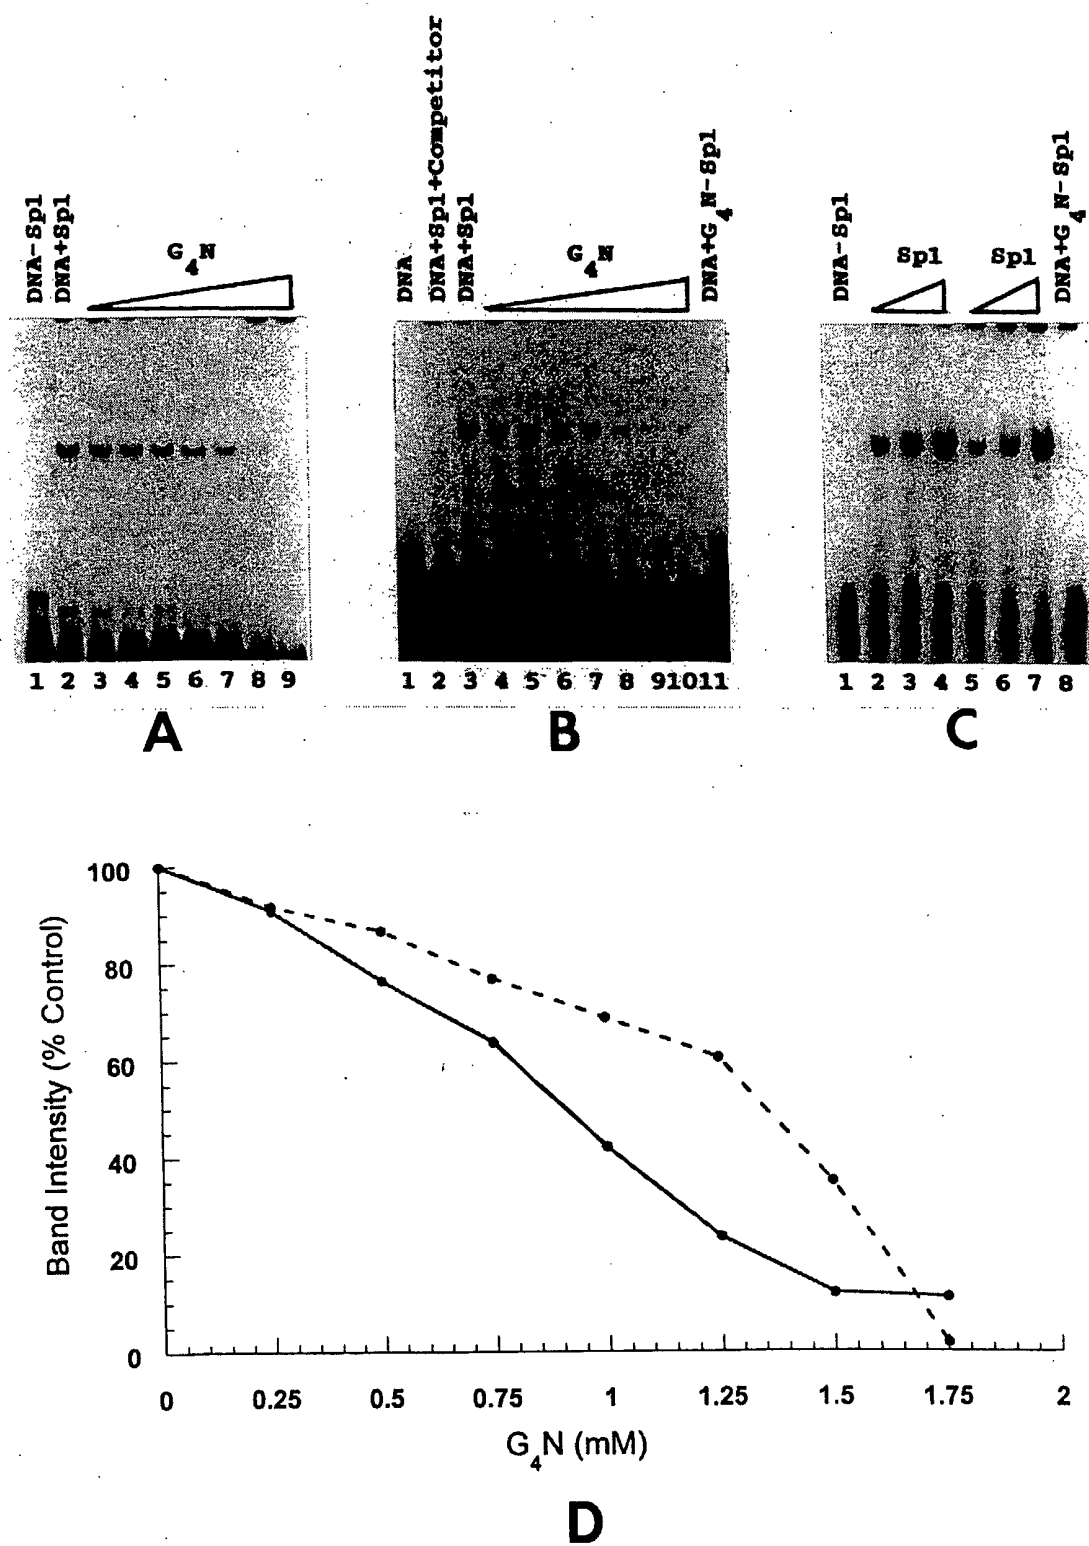 DNA-Sp1
DNA+Sp1
G4N
1 2 3 4 5 6 7 8 9
A
DNA
DNA+Sp1+Competitor
DNA+Sp1
G4N
DNA+G4N-Sp1
1 2 3 4 5 6 7 8 9 10 11
B
DNA-Sp1
Sp1
Sp1
DNA+G4N-Sp1
1 2 3 4 5 6 7 8
C
Band Intensity (% Control)
100
80
60
40
20
0
0 0.25 0.5 0.75 1 1.25 1.5 1.75 2
G4N (mM)
D